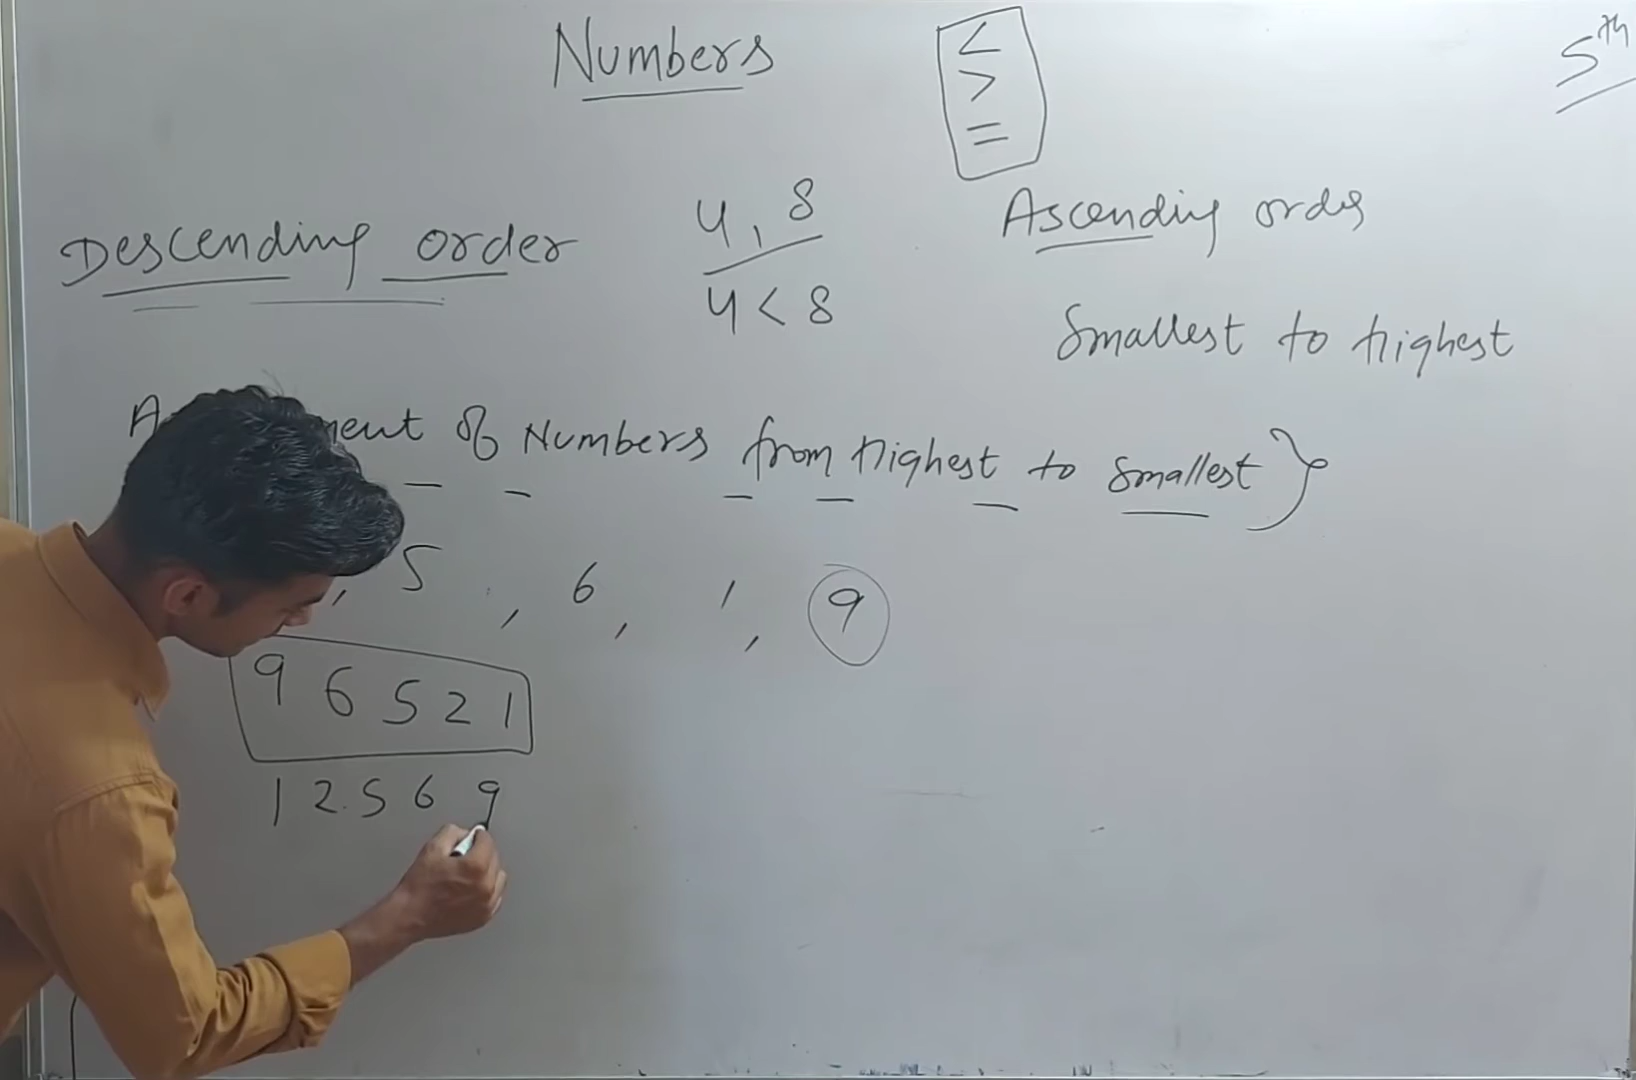 Numbers
<
>
=
5th
Descending order
4, 8
4 < 8
Ascending order
Smallest to highest
of Numbers from highest to smallest }
, 5 , 6 , 1 , 9
9 6 5 2 1
1 2 5 6 9